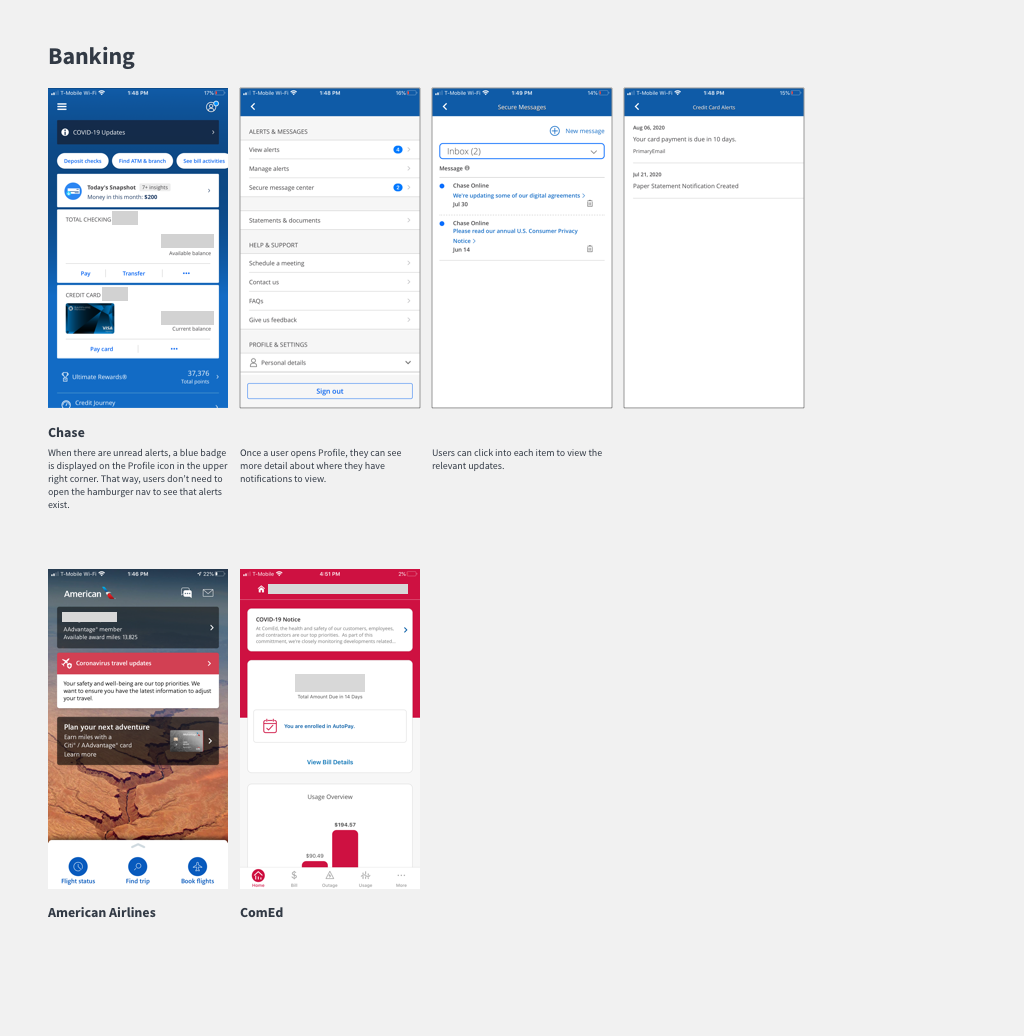 Banking
T-Mobile Wi-Fi 1:48 PM 17%
COVID-19 Updates
Deposit checks Find ATM & branch See bill activities
Today's Snapshot 7+ insights
Money in this month: $200
TOTAL CHECKING
Available balance
Pay Transfer •••
CREDIT CARD
VISA
Current balance
Pay card •••
Ultimate Rewards® 37,376
Total points
Credit Journey
T-Mobile Wi-Fi 1:48 PM 16%
ALERTS & MESSAGES
View alerts 4
Manage alerts
Secure message center 2
Statements & documents
HELP & SUPPORT
Schedule a meeting
Contact us
FAQs
Give us feedback
PROFILE & SETTINGS
Personal details
Sign out
T-Mobile Wi-Fi 1:49 PM 14%
Secure Messages
New message
Inbox (2)
Message
Chase Online
We're updating some of our digital agreements
Jul 30
Chase Online
Please read our annual U.S. Consumer Privacy
Notice
Jun 14
T-Mobile Wi-Fi 1:48 PM 15%
Credit Card Alerts
Aug 06, 2020
Your card payment is due in 10 days.
PrimaryEmail
Jul 21, 2020
Paper Statement Notification Created
Chase
When there are unread alerts, a blue badge
is displayed on the Profile icon in the upper
right corner. That way, users don't need to
open the hamburger nav to see that alerts
exist.
Once a user opens Profile, they can see
more detail about where they have
notifications to view.
Users can click into each item to view the
relevant updates.
T-Mobile Wi-Fi 1:46 PM 22%
American
AAdvantage® member
Available award miles 13,825
Coronavirus travel updates
Your safety and well-being are our top priorities. We
want to ensure you have the latest information to adjust
your travel.
Plan your next adventure
Earn miles with a
Citi® / AAdvantage® card
Learn more
Flight status Find trip Book flights
T-Mobile 4:51 PM 2%
COVID-19 Notice
At ComEd, the health and safety of our customers, employees,
and contractors are our top priorities. As part of this
commitment, we're closely monitoring developments related...
Total Amount Due in 14 Days
You are enrolled in AutoPay.
View Bill Details
Usage Overview
$194.57
$90.49
Home Bill Outage Usage More
American Airlines
ComEd